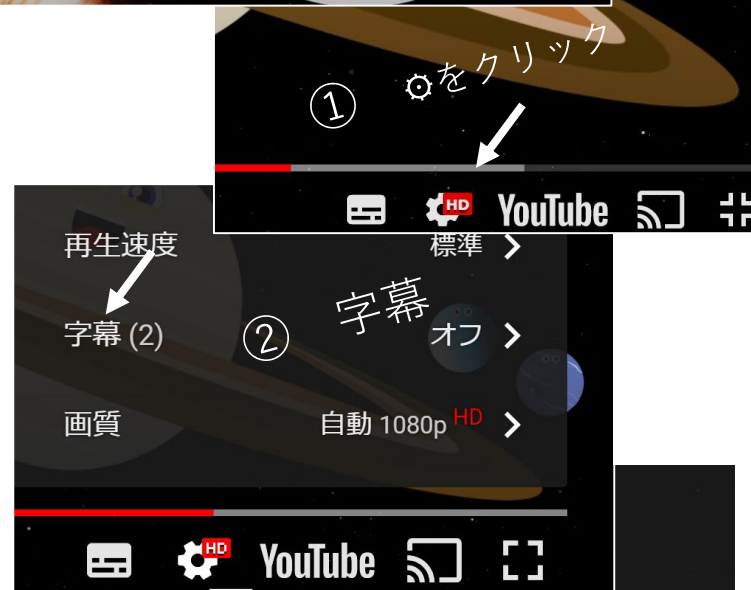 ① ⚙をクリック
HD YouTube
再生速度 標準
字幕 (2) ② 字幕 オフ
画質 自動 1080p HD
HD YouTube